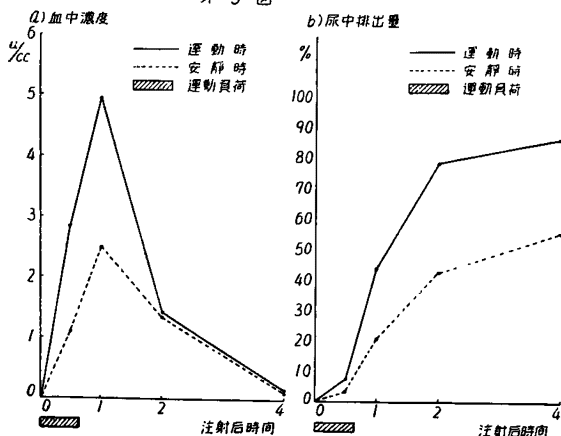 第3図
a) 血中濃度
u/cc
運動時
安静時
運動負荷
6
5
4
3
2
1
0
0 1 2 4
注射后時間
b) 尿中排出量
%
運動時
安静時
運動負荷
100
90
80
70
60
50
40
30
20
10
0
0 1 2 4
注射后時間